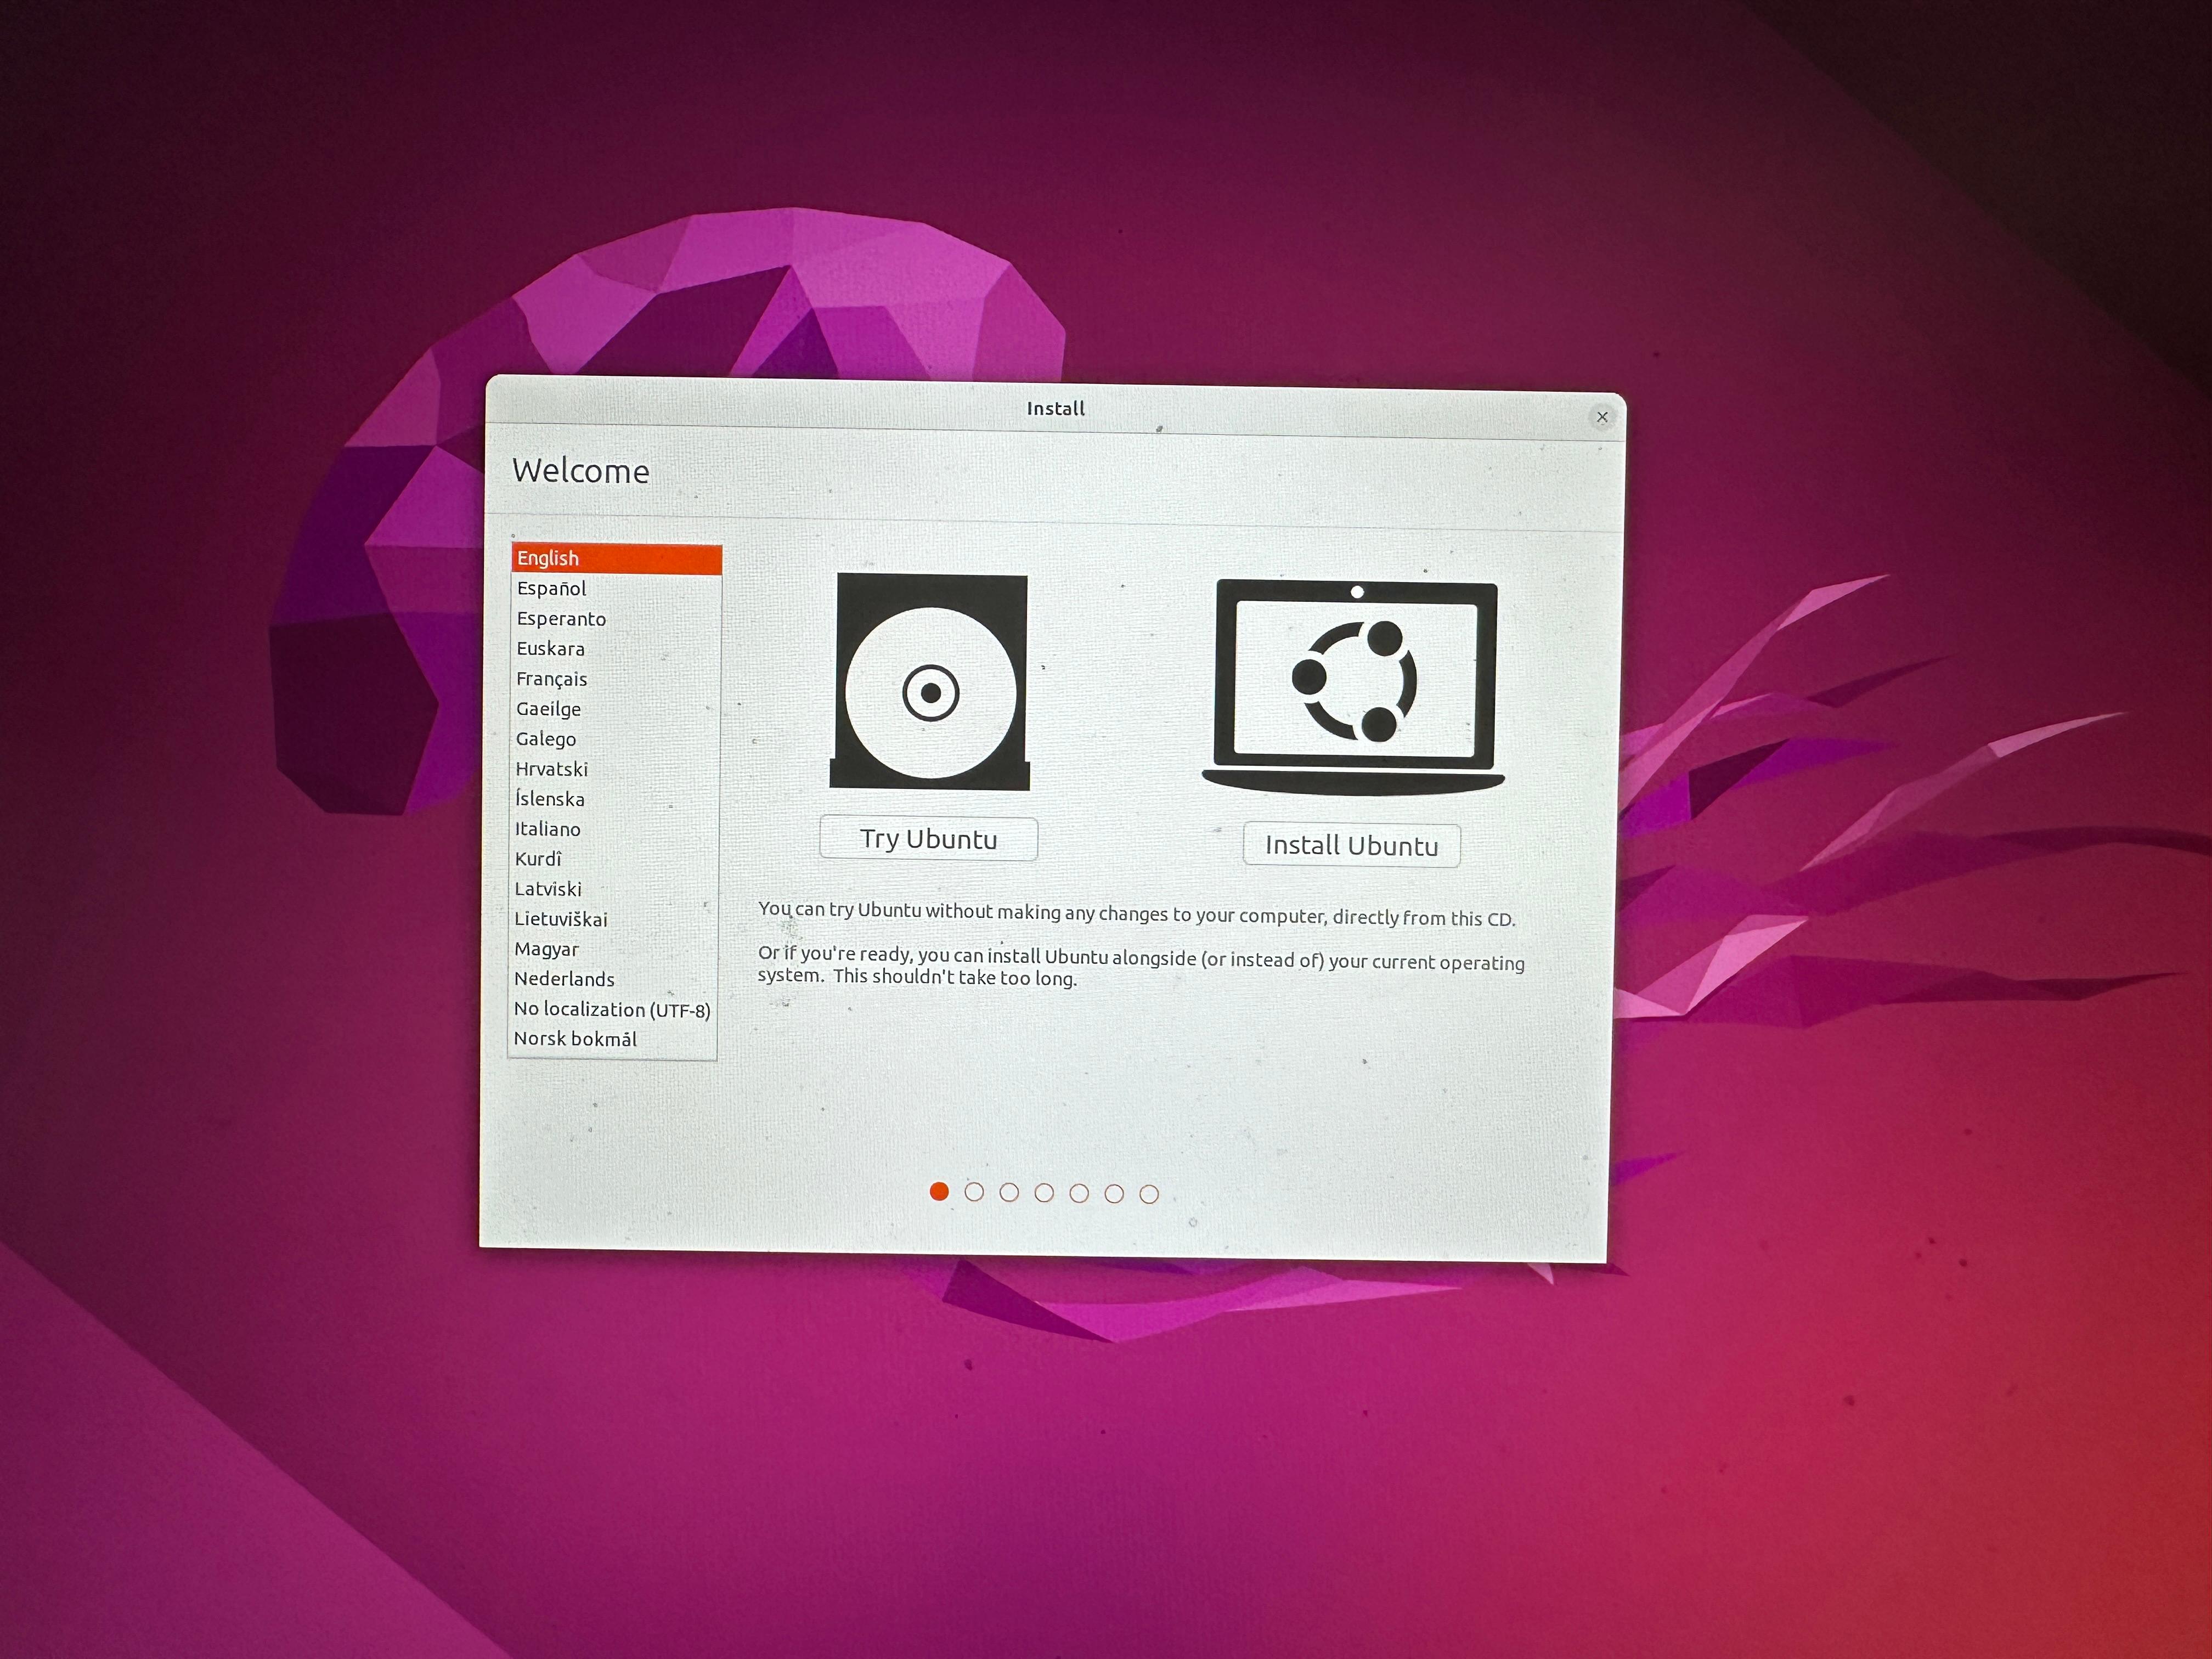 Install
Welcome
English
Español
Esperanto
Euskara
Français
Gaeilge
Galego
Hrvatski
Íslenska
Italiano
Kurdî
Latviski
Lietuviškai
Magyar
Nederlands
No localization (UTF-8)
Norsk bokmål
Try Ubuntu
Install Ubuntu
You can try Ubuntu without making any changes to your computer, directly from this CD.
Or if you're ready, you can install Ubuntu alongside (or instead of) your current operating
system. This shouldn't take too long.